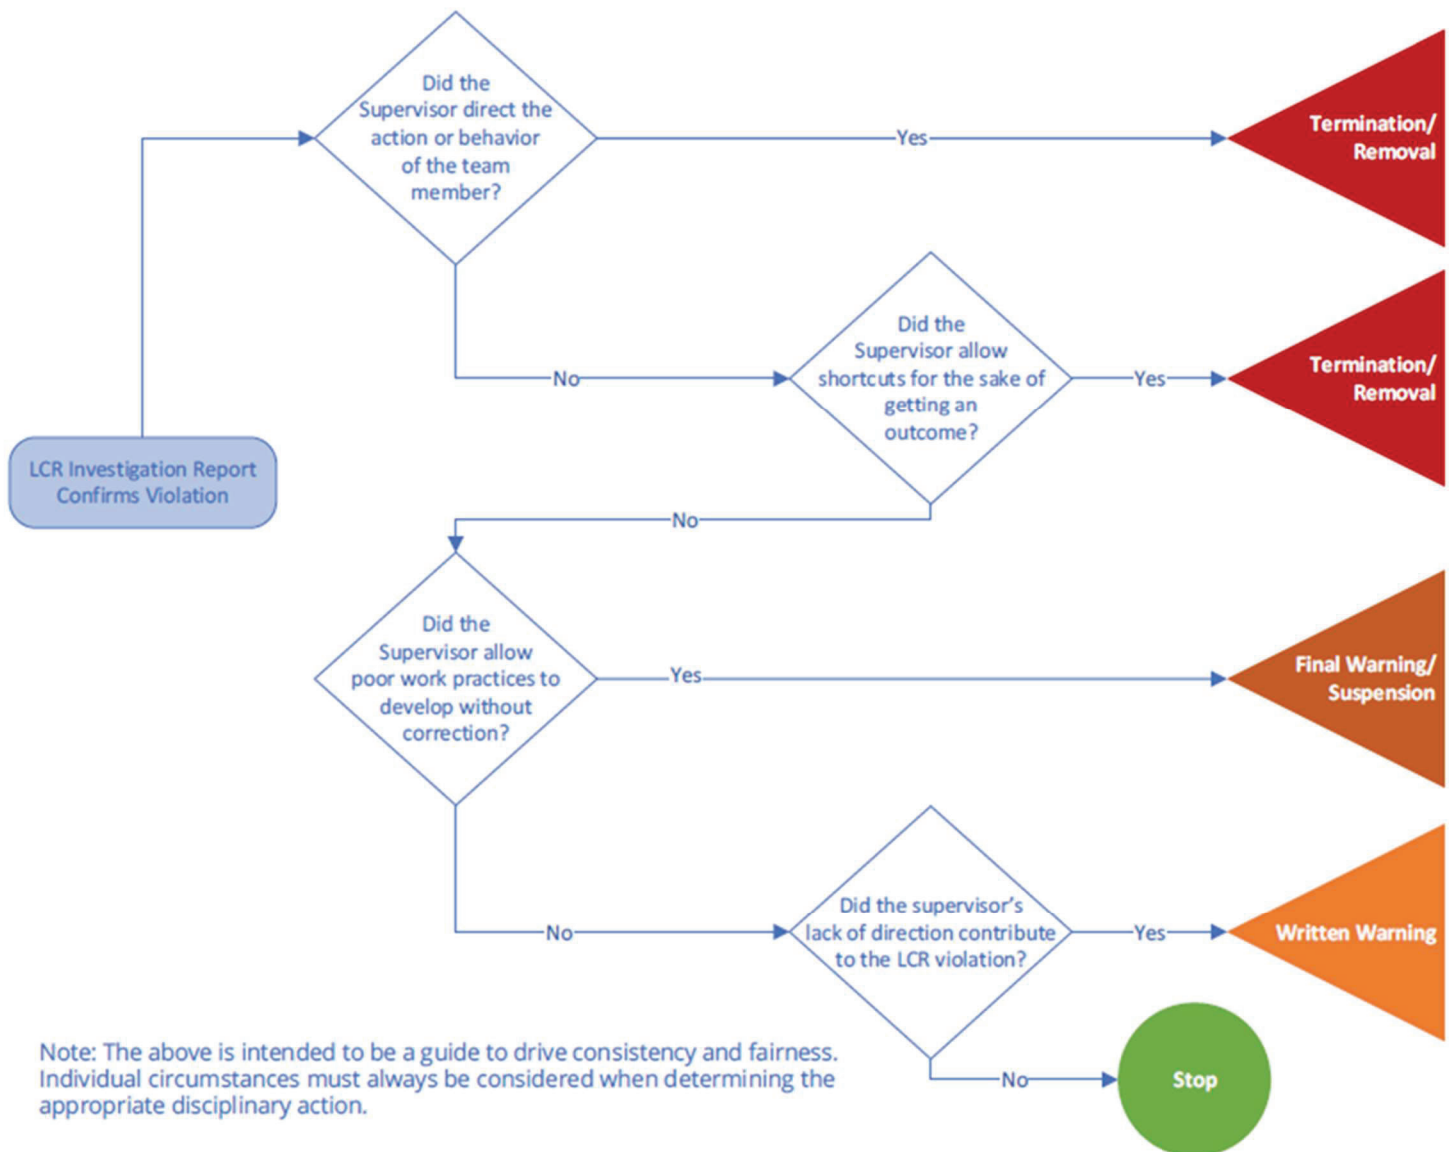 Did the
Supervisor direct the
action or behavior
of the team
member?
Yes
Termination/
Removal
No
Did the
Supervisor allow
shortcuts for the sake of
getting an
outcome?
Yes
Termination/
Removal
LCR Investigation Report
Confirms Violation
No
Did the
Supervisor allow
poor work practices to
develop without
correction?
Yes
Final Warning/
Suspension
No
Did the supervisor’s
lack of direction contribute
to the LCR violation?
Yes
Written Warning
No
Stop
Note: The above is intended to be a guide to drive consistency and fairness.
Individual circumstances must always be considered when determining the
appropriate disciplinary action.